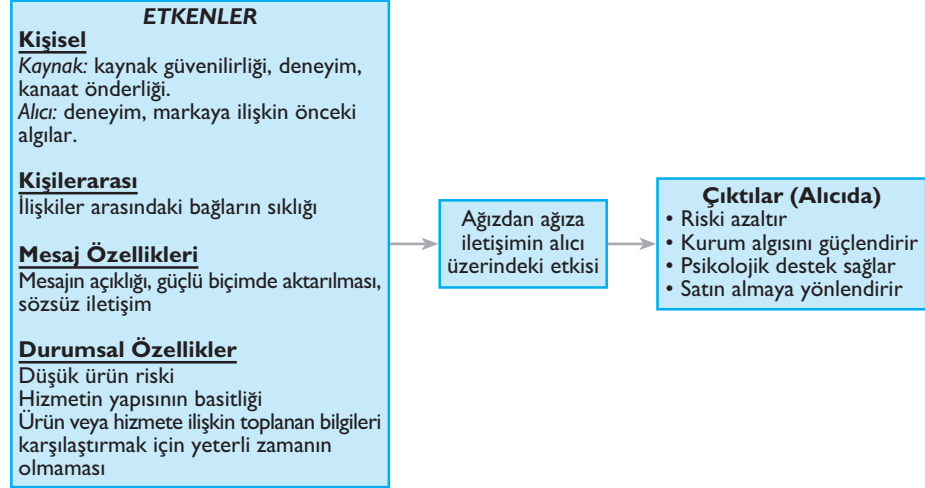 ETKENLER
Kişisel
Kaynak: kaynak güvenilirliği, deneyim,
kanaat önderliği.
Alıcı: deneyim, markaya ilişkin önceki
algılar.
Kişilerarası
İlişkiler arasındaki bağların sıklığı
Mesaj Özellikleri
Mesajın açıklığı, güçlü biçimde aktarılması,
sözsüz iletişim
Durumsal Özellikler
Düşük ürün riski
Hizmetin yapısının basitliği
Ürün veya hizmete ilişkin toplanan bilgileri
karşılaştırmak için yeterli zamanın
olmaması
Ağızdan ağıza
iletişimin alıcı
üzerindeki etkisi
Çıktılar (Alıcıda)
• Riski azaltır
• Kurum algısını güçlendirir
• Psikolojik destek sağlar
• Satın almaya yönlendirir